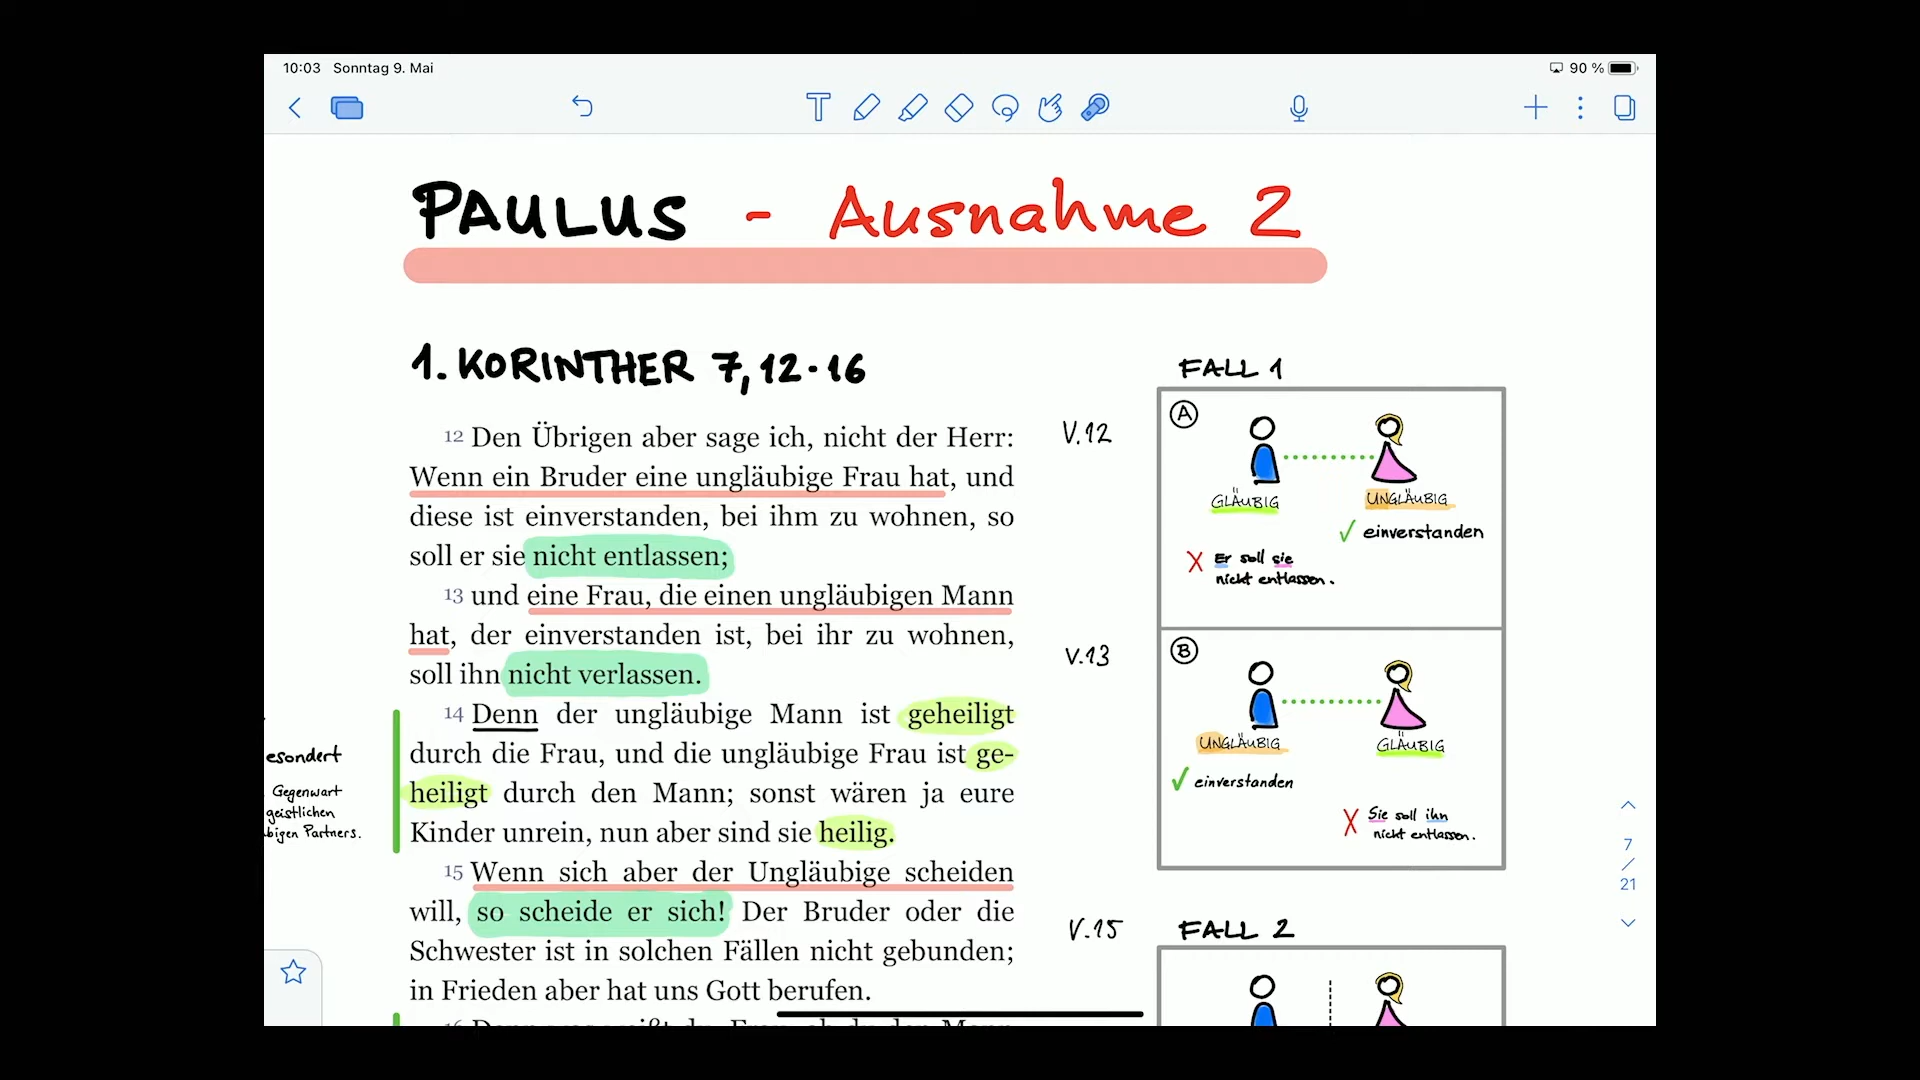 10:03 Sonntag 9. Mai
90 %
PAULUS - Ausnahme 2
1. KORINTHER 7,12-16
12 Den Übrigen aber sage ich, nicht der Herr:
Wenn ein Bruder eine ungläubige Frau hat, und
diese ist einverstanden, bei ihm zu wohnen, so
soll er sie nicht entlassen;
13 und eine Frau, die einen ungläubigen Mann
hat, der einverstanden ist, bei ihr zu wohnen,
soll ihn nicht verlassen.
14 Denn der ungläubige Mann ist geheiligt
durch die Frau, und die ungläubige Frau ist ge-
heiligt durch den Mann; sonst wären ja eure
Kinder unrein, nun aber sind sie heilig.
15 Wenn sich aber der Ungläubige scheiden
will, so scheide er sich! Der Bruder oder die
Schwester ist in solchen Fällen nicht gebunden;
in Frieden aber hat uns Gott berufen.
esondert
Gegenwart
geistlichen
bigen Partners.
FALL 1
V.12
A
GLÄUBIG
UNGLÄUBIG
✓ einverstanden
X Er soll sie
nicht entlassen.
V.13
B
UNGLÄUBIG
GLÄUBIG
✓ einverstanden
X Sie soll ihn
nicht entlassen.
V.15
FALL 2
7
/
21